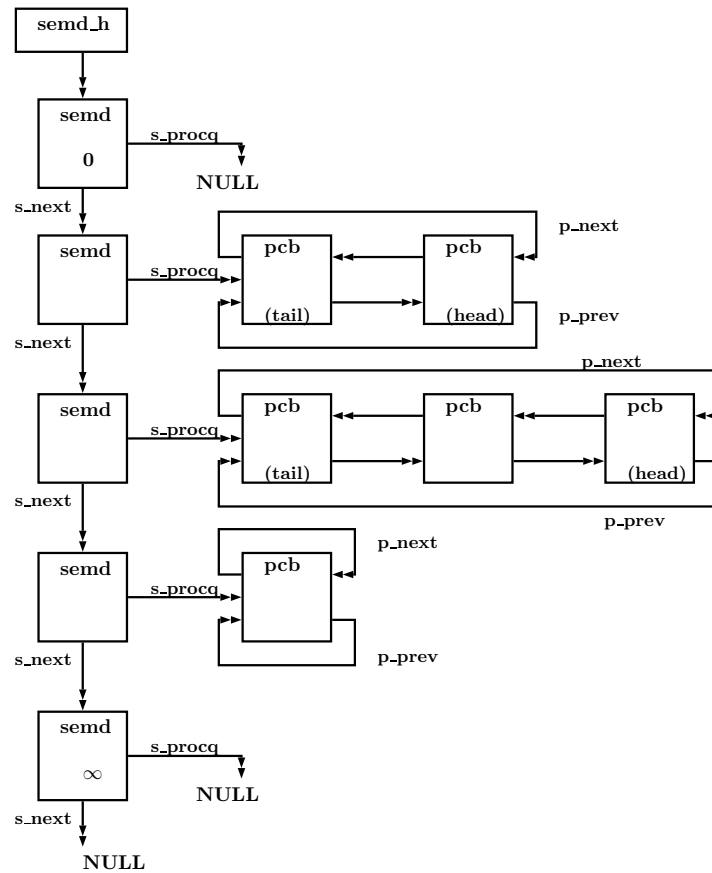 semd_h
semd
s_procq
0
NULL
s_next
p_next
semd
pcb
pcb
s_procq
(tail)
(head)
p_prev
s_next
p_next
semd
pcb
pcb
pcb
s_procq
(tail)
(head)
s_next
p_prev
semd
pcb
p_next
s_procq
s_next
p_prev
semd
s_procq
∞
NULL
s_next
NULL